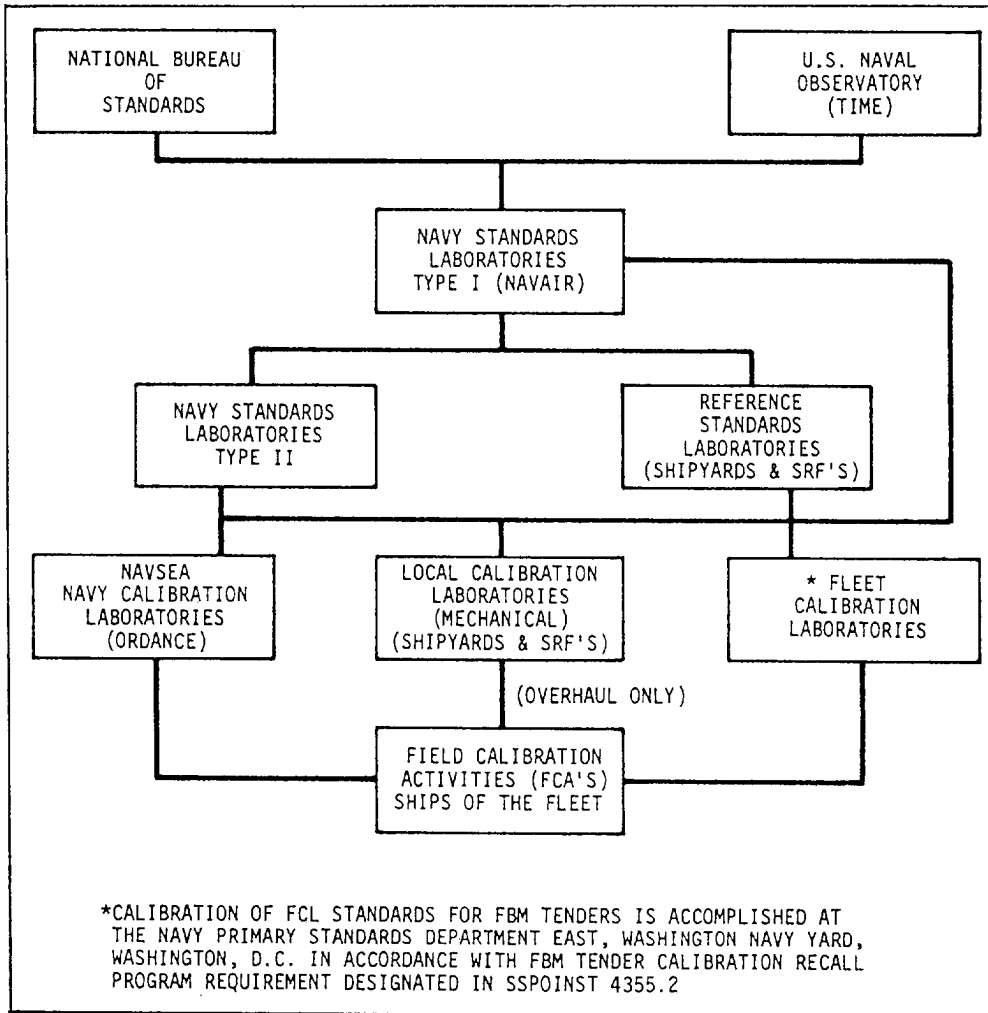 NATIONAL BUREAU
OF
STANDARDS
U.S. NAVAL
OBSERVATORY
(TIME)
NAVY STANDARDS
LABORATORIES
TYPE I (NAVAIR)
NAVY STANDARDS
LABORATORIES
TYPE II
REFERENCE
STANDARDS
LABORATORIES
(SHIPYARDS & SRF'S)
NAVSEA
NAVY CALIBRATION
LABORATORIES
(ORDANCE)
LOCAL CALIBRATION
LABORATORIES
(MECHANICAL)
(SHIPYARDS & SRF'S)
* FLEET
CALIBRATION
LABORATORIES
(OVERHAUL ONLY)
FIELD CALIBRATION
ACTIVITIES (FCA'S)
SHIPS OF THE FLEET
*CALIBRATION OF FCL STANDARDS FOR FBM TENDERS IS ACCOMPLISHED AT
THE NAVY PRIMARY STANDARDS DEPARTMENT EAST, WASHINGTON NAVY YARD,
WASHINGTON, D.C. IN ACCORDANCE WITH FBM TENDER CALIBRATION RECALL
PROGRAM REQUIREMENT DESIGNATED IN SSPOINST 4355.2